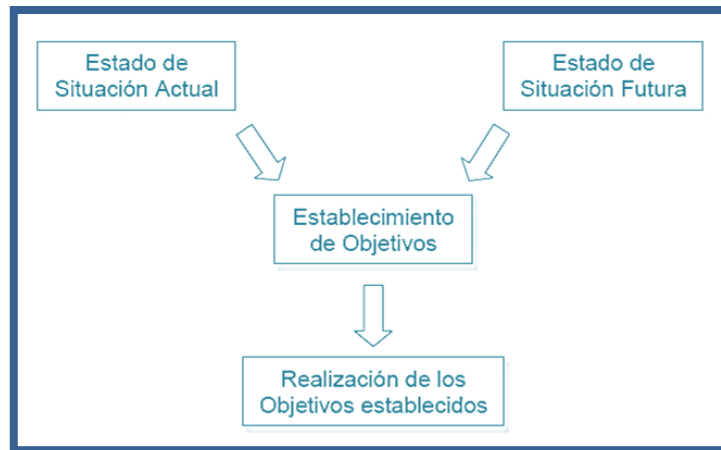 Estado de
Situación Actual
Estado de
Situación Futura
Establecimiento
de Objetivos
Realización de los
Objetivos establecidos